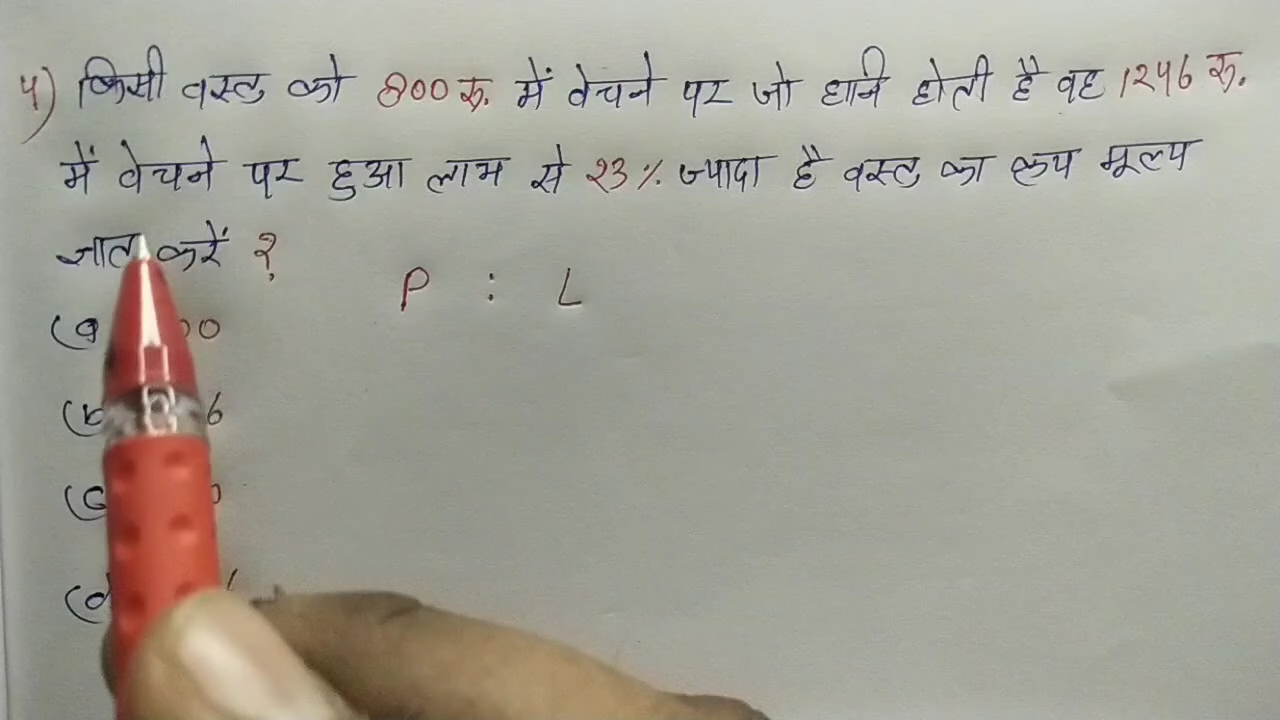 4) किसी वस्तु को 800 रु. में बेचने पर जो हानि होती है वह 1246 रु.
में बेचने पर हुआ लाभ से 23% ज्यादा है वस्तु का क्रय मूल्य
ज्ञात करें ?
P : L
(a
(b
(c
(d